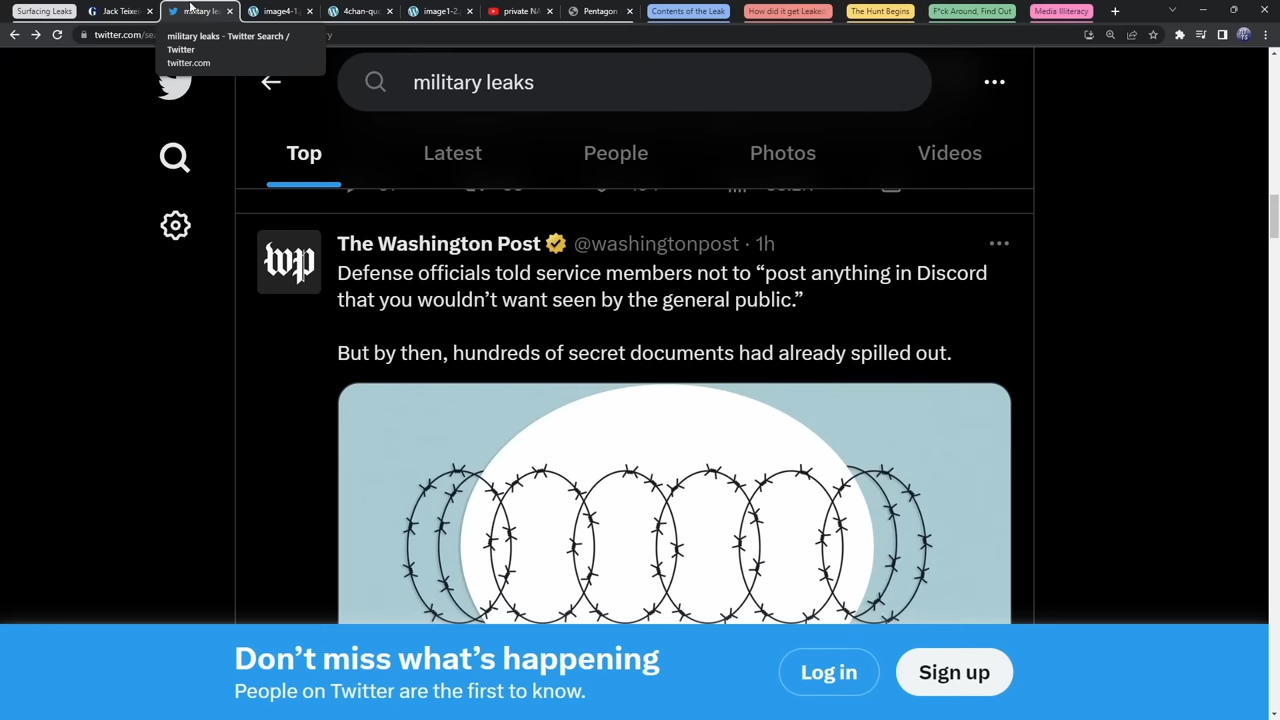 Surfacing Leaks
Jack Teixei
military le
image4-1.
4chan-qu
image1-2.
private NA
Pentagon
Contents of the Leak
How did it get Leaked
The Hunt Begins
F*ck Around, Find Out
Media Illiteracy
twitter.com/se
military leaks - Twitter Search /
Twitter
twitter.com
military leaks
Top
Latest
People
Photos
Videos
The Washington Post @washingtonpost · 1h
Defense officials told service members not to “post anything in Discord
that you wouldn’t want seen by the general public.”
But by then, hundreds of secret documents had already spilled out.
wp
Don’t miss what’s happening
People on Twitter are the first to know.
Log in
Sign up